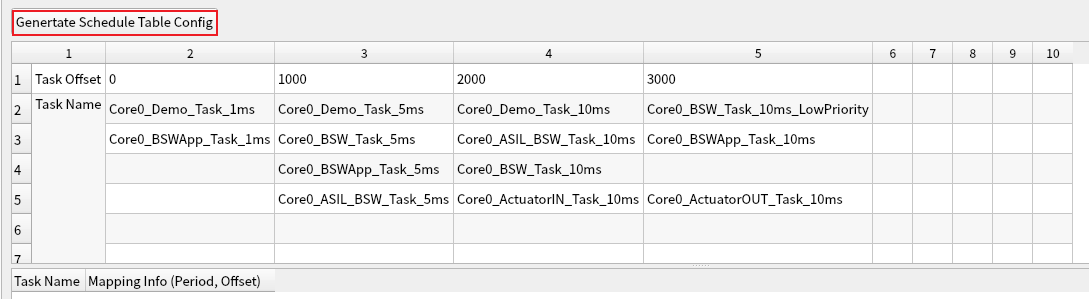 Genertate Schedule Table Config
1 2 3 4 5 6 7 8 9 10
1 Task Offset 0 1000 2000 3000
2 Task Name Core0_Demo_Task_1ms Core0_Demo_Task_5ms Core0_Demo_Task_10ms Core0_BSW_Task_10ms_LowPriority
3 Core0_BSWApp_Task_1ms Core0_BSW_Task_5ms Core0_ASIL_BSW_Task_10ms Core0_BSWApp_Task_10ms
4 Core0_BSWApp_Task_5ms Core0_BSW_Task_10ms
5 Core0_ASIL_BSW_Task_5ms Core0_ActuatorIN_Task_10ms Core0_ActuatorOUT_Task_10ms
6
7
Task Name Mapping Info (Period, Offset)